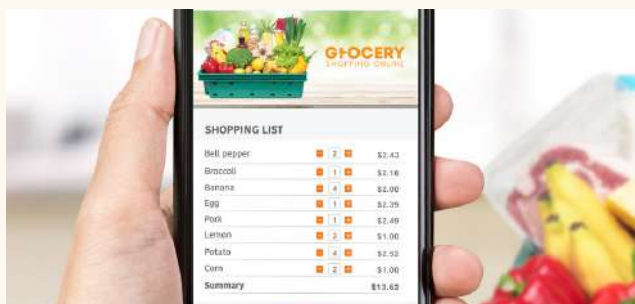 GROCERY
SHOPPING ONLINE
SHOPPING LIST
Bell pepper - 2 + $2.43
Broccoli - 1 + $2.16
Banana - 4 + $2.00
Egg - 1 + $2.39
Pork - 1 + $2.49
Lemon - 2 + $1.00
Potato - 4 + $2.52
Corn - 2 + $1.00
Summary $13.63